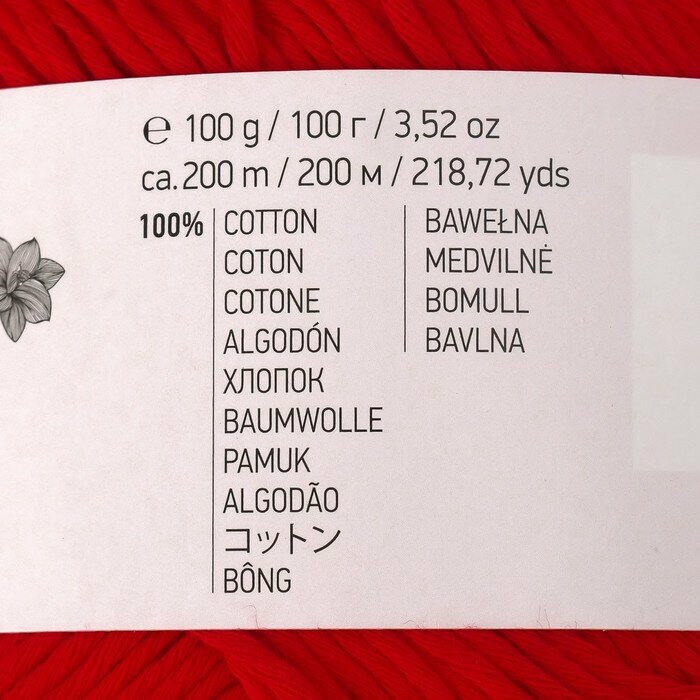 ℮ 100 g / 100 г / 3,52 oz
ca. 200 m / 200 м / 218,72 yds
100%
COTTON
COTON
COTONE
ALGODÓN
ХЛОПОК
BAUMWOLLE
PAMUK
ALGODÃO
コットン
BÔNG
BAWEŁNA
MEDVILNĖ
BOMULL
BAVLNA